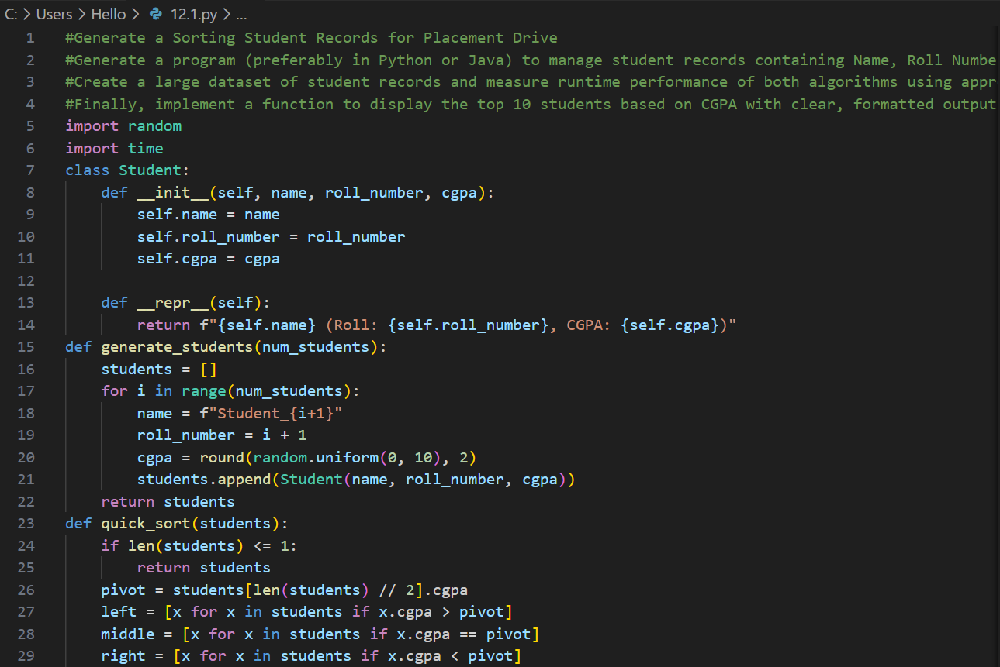 C: > Users > Hello > 12.1.py > ...
1 #Generate a Sorting Student Records for Placement Drive
2 #Generate a program (preferably in Python or Java) to manage student records containing Name, Roll
3 #Create a large dataset of student records and measure runtime performance of both algorithms using
4 #Finally, implement a function to display the top 10 students based on CGPA with clear, formatted output
5 import random
6 import time
7 class Student:
8     def __init__(self, name, roll_number, cgpa):
9         self.name = name
10         self.roll_number = roll_number
11         self.cgpa = cgpa
12
13     def __repr__(self):
14         return f"{self.name} (Roll: {self.roll_number}, CGPA: {self.cgpa})"
15 def generate_students(num_students):
16     students = []
17     for i in range(num_students):
18         name = f"Student_{i+1}"
19         roll_number = i + 1
20         cgpa = round(random.uniform(0, 10), 2)
21         students.append(Student(name, roll_number, cgpa))
22     return students
23 def quick_sort(students):
24     if len(students) <= 1:
25         return students
26     pivot = students[len(students) // 2].cgpa
27     left = [x for x in students if x.cgpa > pivot]
28     middle = [x for x in students if x.cgpa == pivot]
29     right = [x for x in students if x.cgpa < pivot]